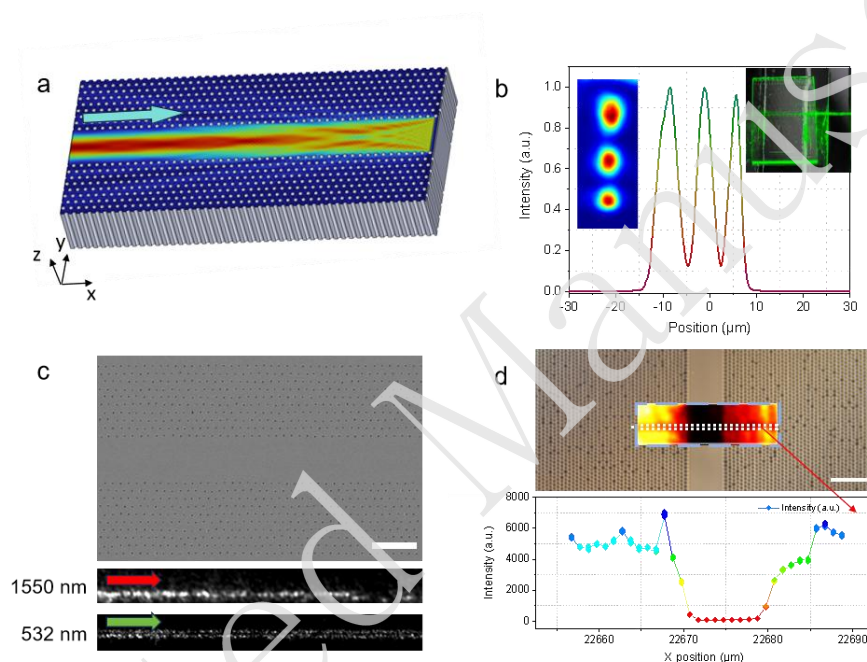 a
z
y
x
b
Intensity (a.u.)
1.0
0.8
0.6
0.4
0.2
0.0
-30
-20
-10
0
10
20
30
Position (μm)
c
1550 nm
532 nm
d
Intensity (a.u.)
8000
6000
4000
2000
0
Intensity (a.u.)
22660
22670
22680
22690
X position (μm)
ted Manus